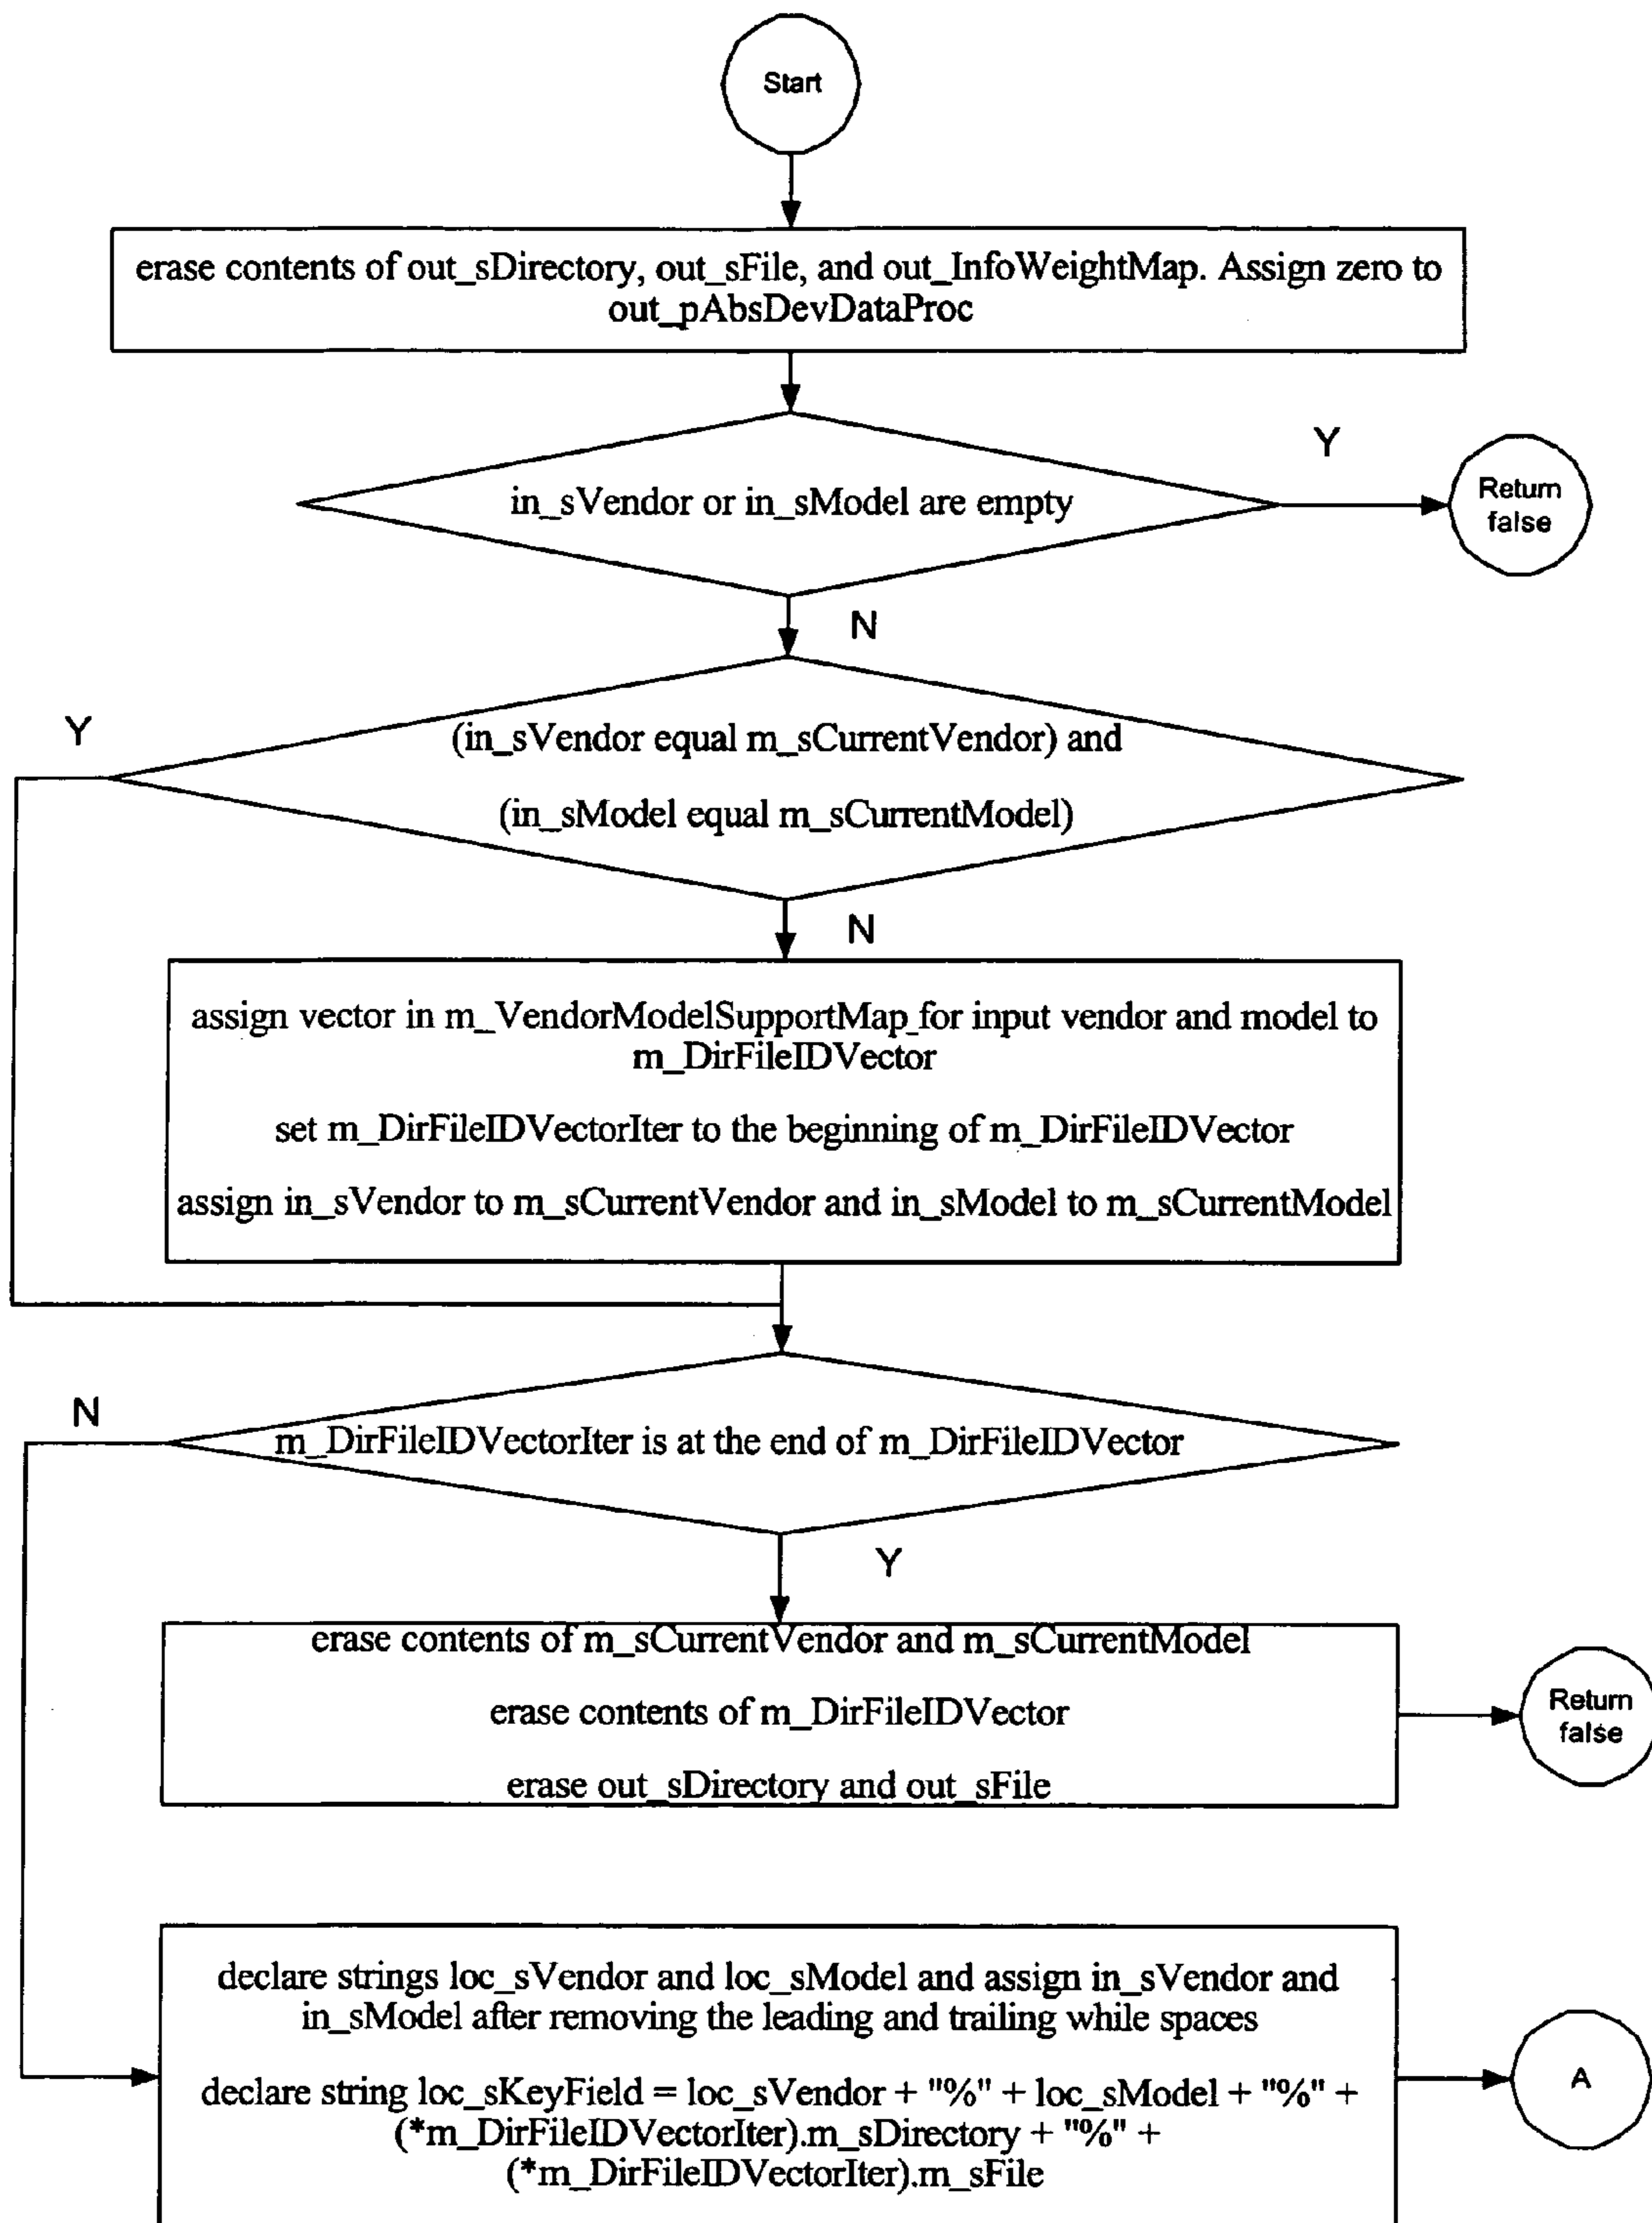 Start
erase contents of out_sDirectory, out_sFile, and out_InfoWeightMap. Assign zero to
out_pAbsDevDataProc
in_sVendor or in_sModel are empty
Y
Return
false
N
Y
(in_sVendor equal m_sCurrentVendor) and
(in_sModel equal m_sCurrentModel)
N
assign vector in m_VendorModelSupportMap for input vendor and model to
m_DirFileIDVector
set m_DirFileIDVectorIter to the beginning of m_DirFileIDVector
assign in_sVendor to m_sCurrentVendor and in_sModel to m_sCurrentModel
N
m_DirFileIDVectorIter is at the end of m_DirFileIDVector
Y
erase contents of m_sCurrentVendor and m_sCurrentModel
erase contents of m_DirFileIDVector
erase out_sDirectory and out_sFile
Return
false
declare strings loc_sVendor and loc_sModel and assign in_sVendor and
in_sModel after removing the leading and trailing while spaces
declare string loc_sKeyField = loc_sVendor + "%" + loc_sModel + "%" +
(*m_DirFileIDVectorIter).m_sDirectory + "%" +
(*m_DirFileIDVectorIter).m_sFile
A